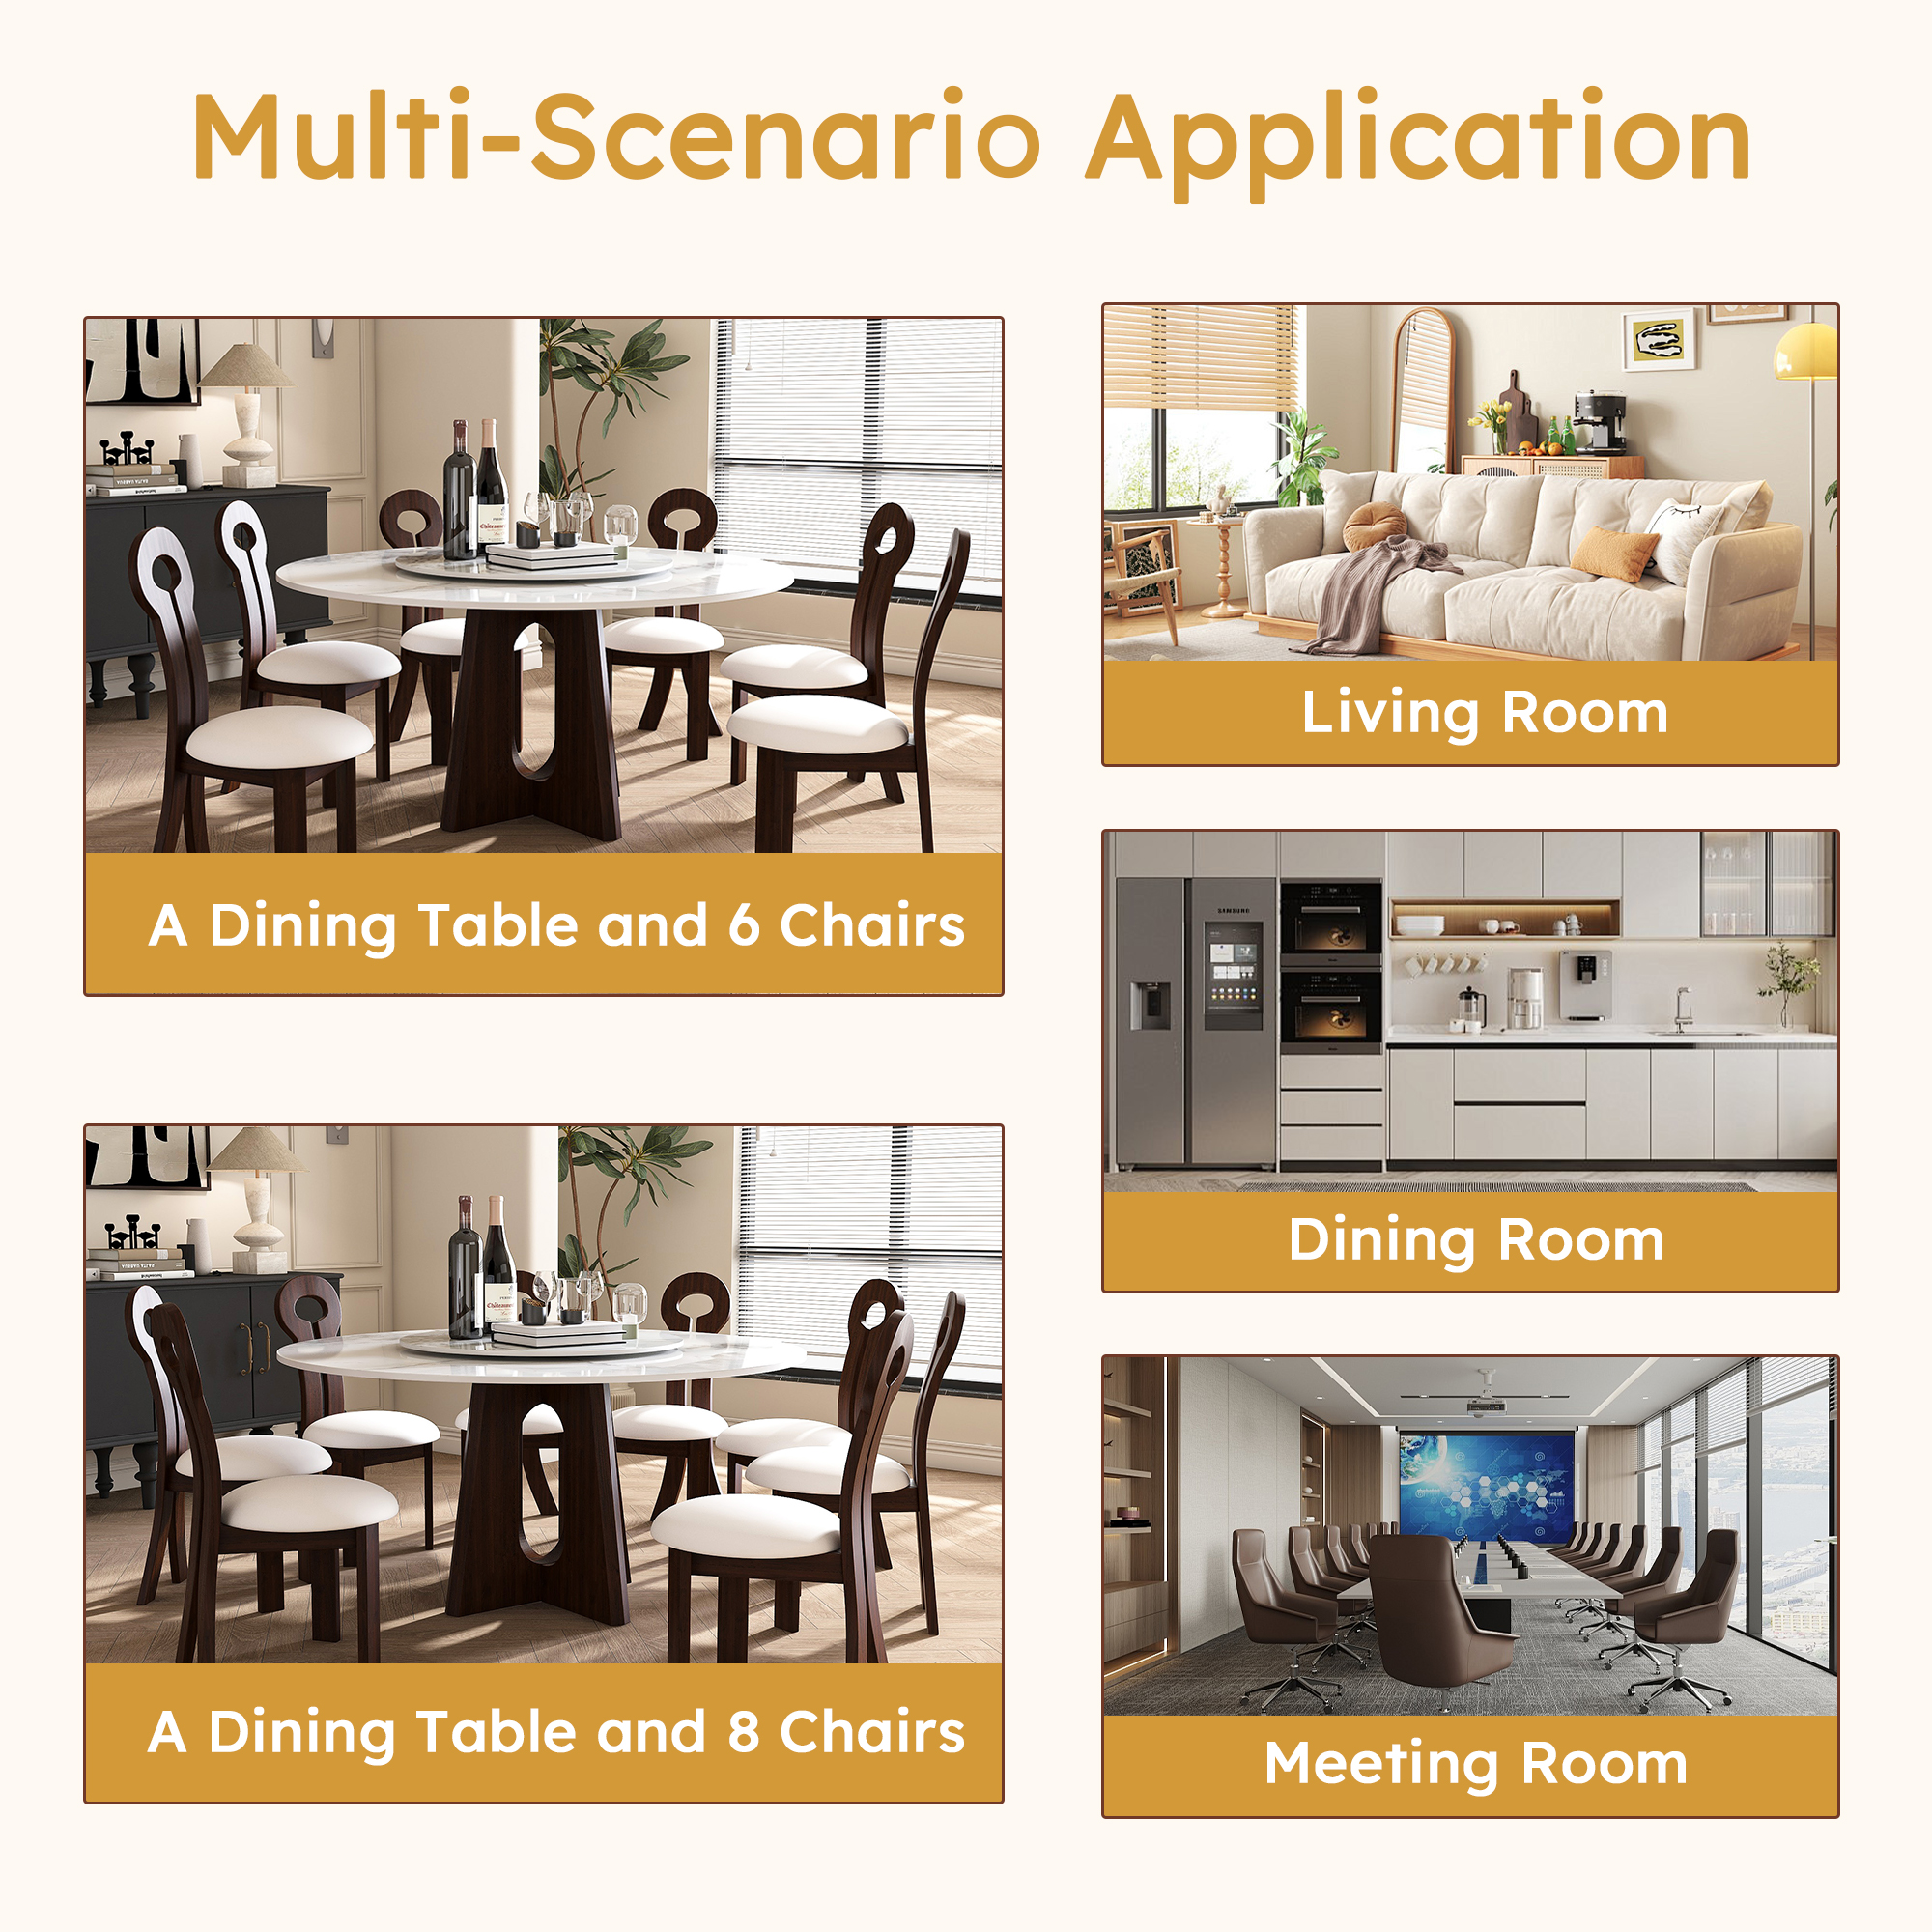 Multi-Scenario Application
A Dining Table and 6 Chairs
A Dining Table and 8 Chairs
Living Room
SAMSUNG
Dining Room
Meeting Room